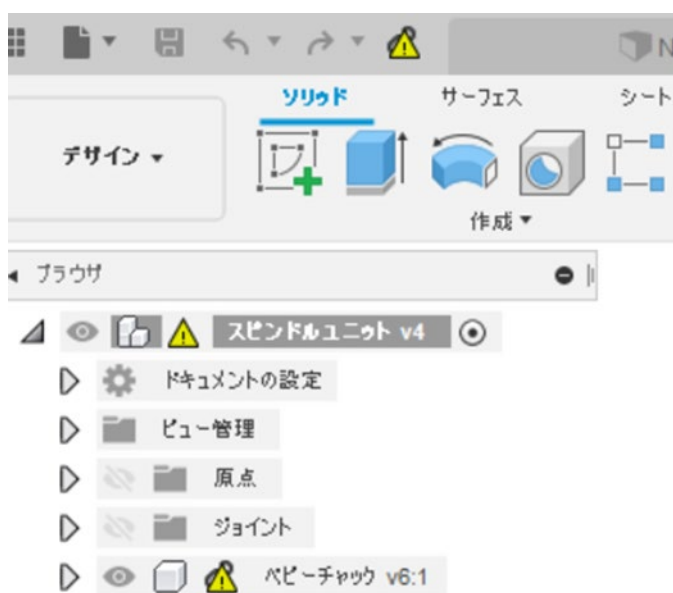 N
ソリッド サーフェス シート
デザイン
作成
ブラウザ
スピンドルユニット v4
ドキュメントの設定
ビュー管理
原点
ジョイント
ベビーチャック v6:1